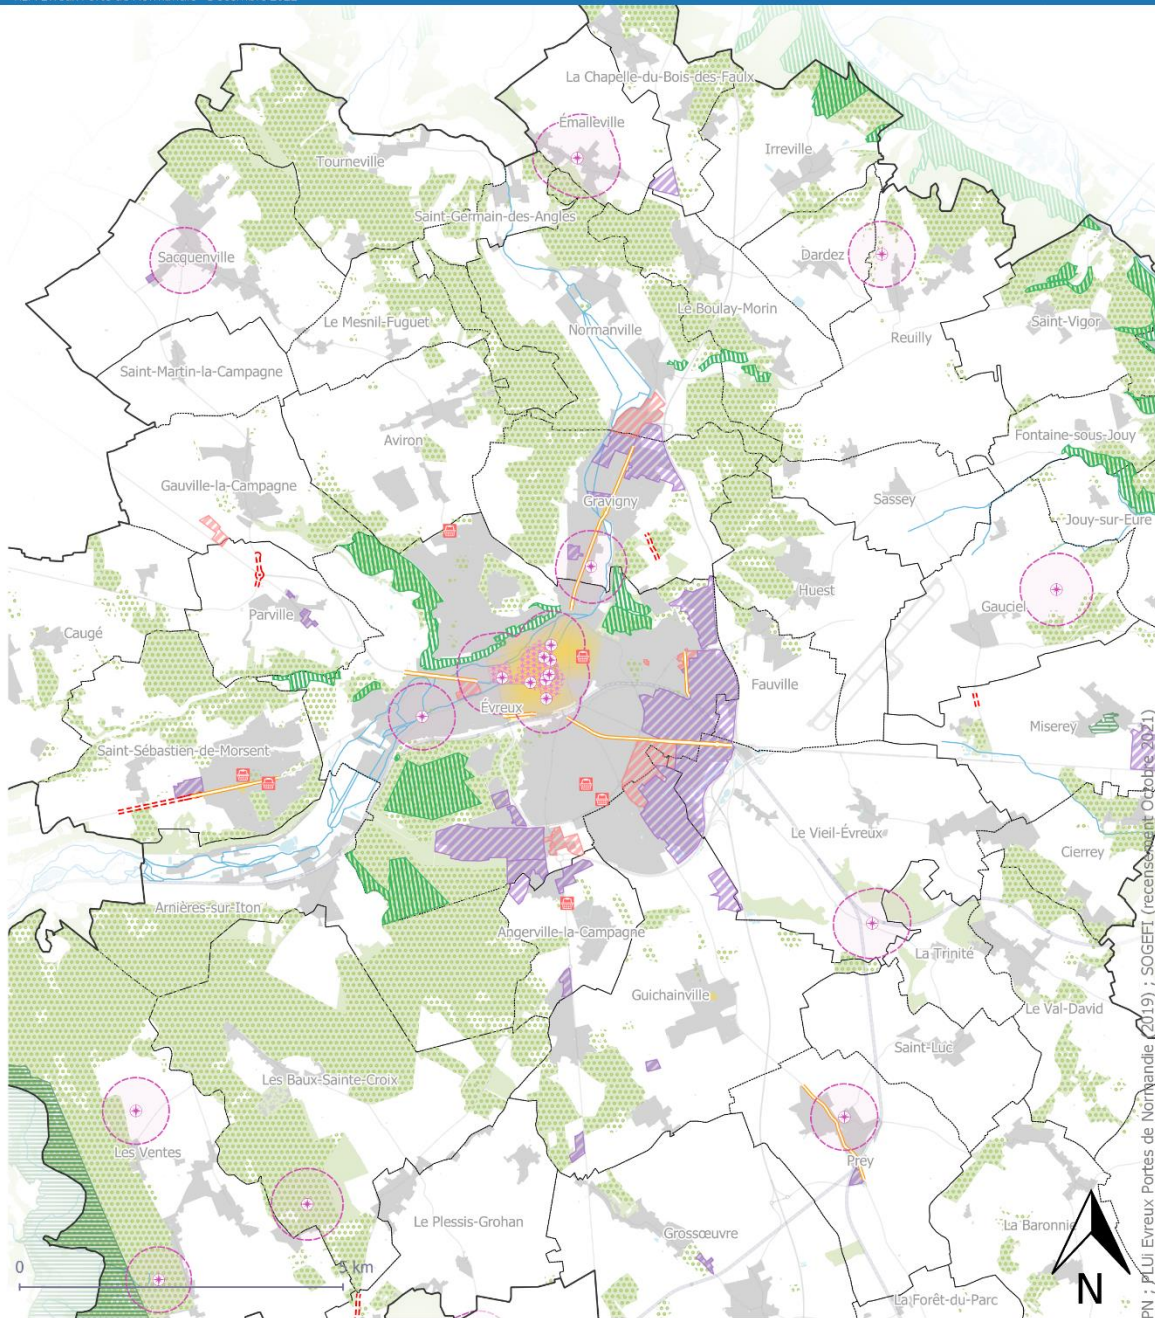 La Chapelle-du-Bois-des-Faulx
Émalleville
Tourneville
Irreville
Saint-Germain-des-Angles
Sacquenville
Dardez
Le Mesnil-Fuguet
Normanville
Le Boulay-Morin
Reuilly
Saint-Vigor
Saint-Martin-la-Campagne
Aviron
Fontaine-sous-Jouy
Gauville-la-Campagne
Gravigny
Sassey
Jouy-sur-Eure
Huest
Gauciel
Parville
Caugé
Fauville
Évreux
Miserey
Saint-Sébastien-de-Morsent
Le Vieil-Évreux
Cierrey
Arnières-sur-Iton
Angerville-la-Campagne
La Trinité
Guichainville
Le Val-David
Saint-Luc
Les Baux-Sainte-Croix
Les Ventes
Prey
Le Plessis-Grohan
Grossœuvre
La Baronnie
La Forêt-du-Parc
0
5 km
N
PN ; PLUi Evreux Portes de Normandie (2019) ; SOGEFI (recensement Octobre 2021)